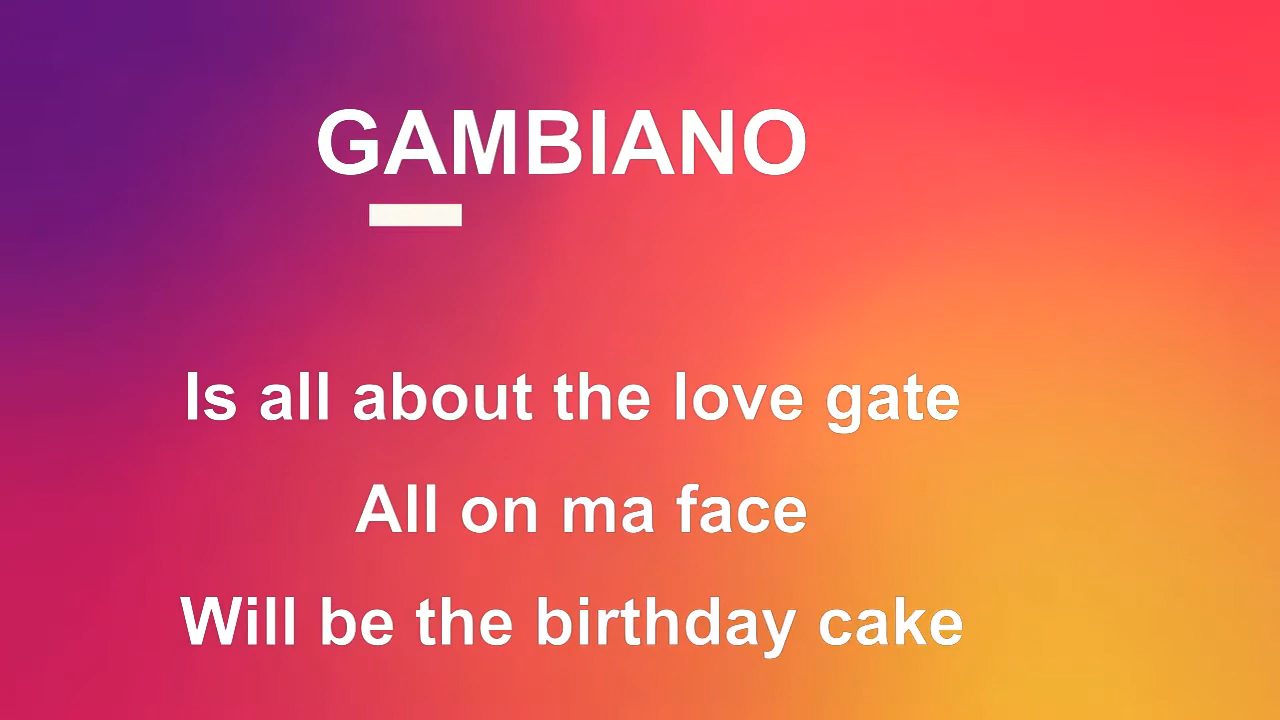 GAMBIANO
Is all about the love gate
All on ma face
Will be the birthday cake